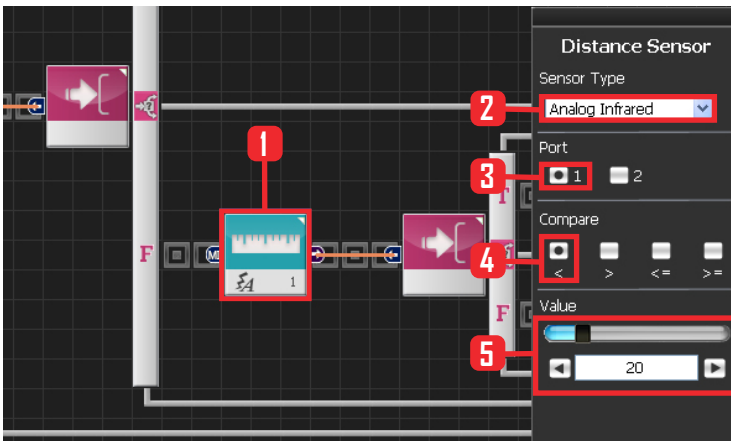 Distance Sensor
Sensor Type
2
Analog Infrared
1
Port
3
1 2
T
Compare
F
4
< > <= >=
A 1
Value
F
5
20